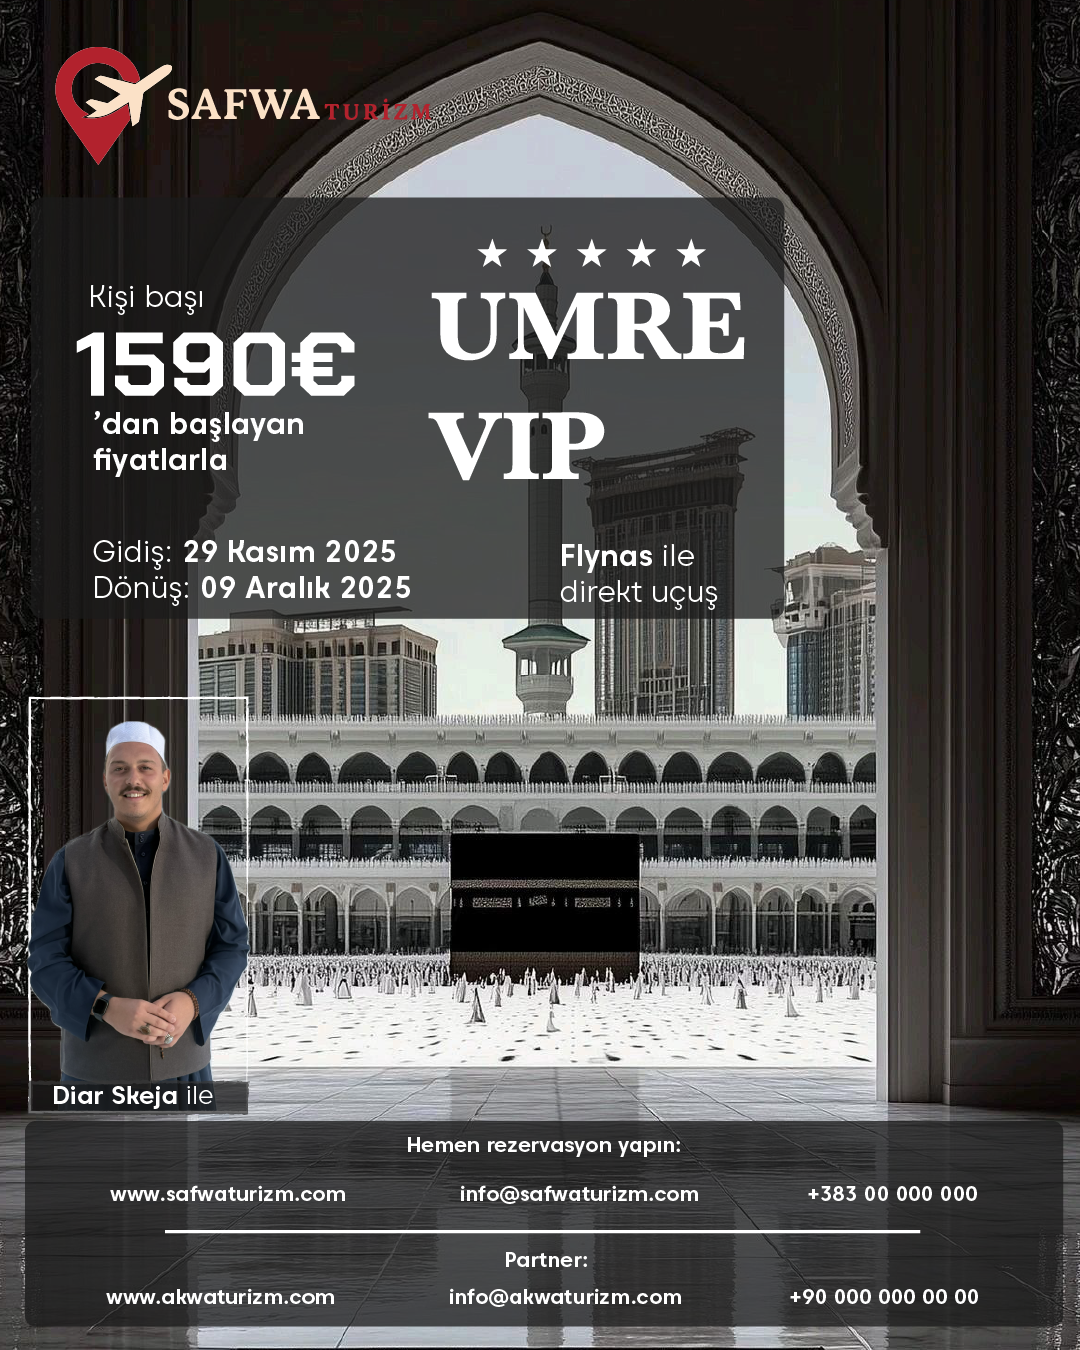 SAFWA TURİZM
★ ★ ★ ★ ★
UMRE
VIP
Kişi başı
1590€
’dan başlayan
fiyatlarla
Gidiş: 29 Kasım 2025
Dönüş: 09 Aralık 2025
Flynas ile
direkt uçuş
Diar Skeja ile
Hemen rezervasyon yapın:
www.safwaturizm.com info@safwaturizm.com +383 00 000 000
Partner:
www.akwaturizm.com info@akwaturizm.com +90 000 000 00 00